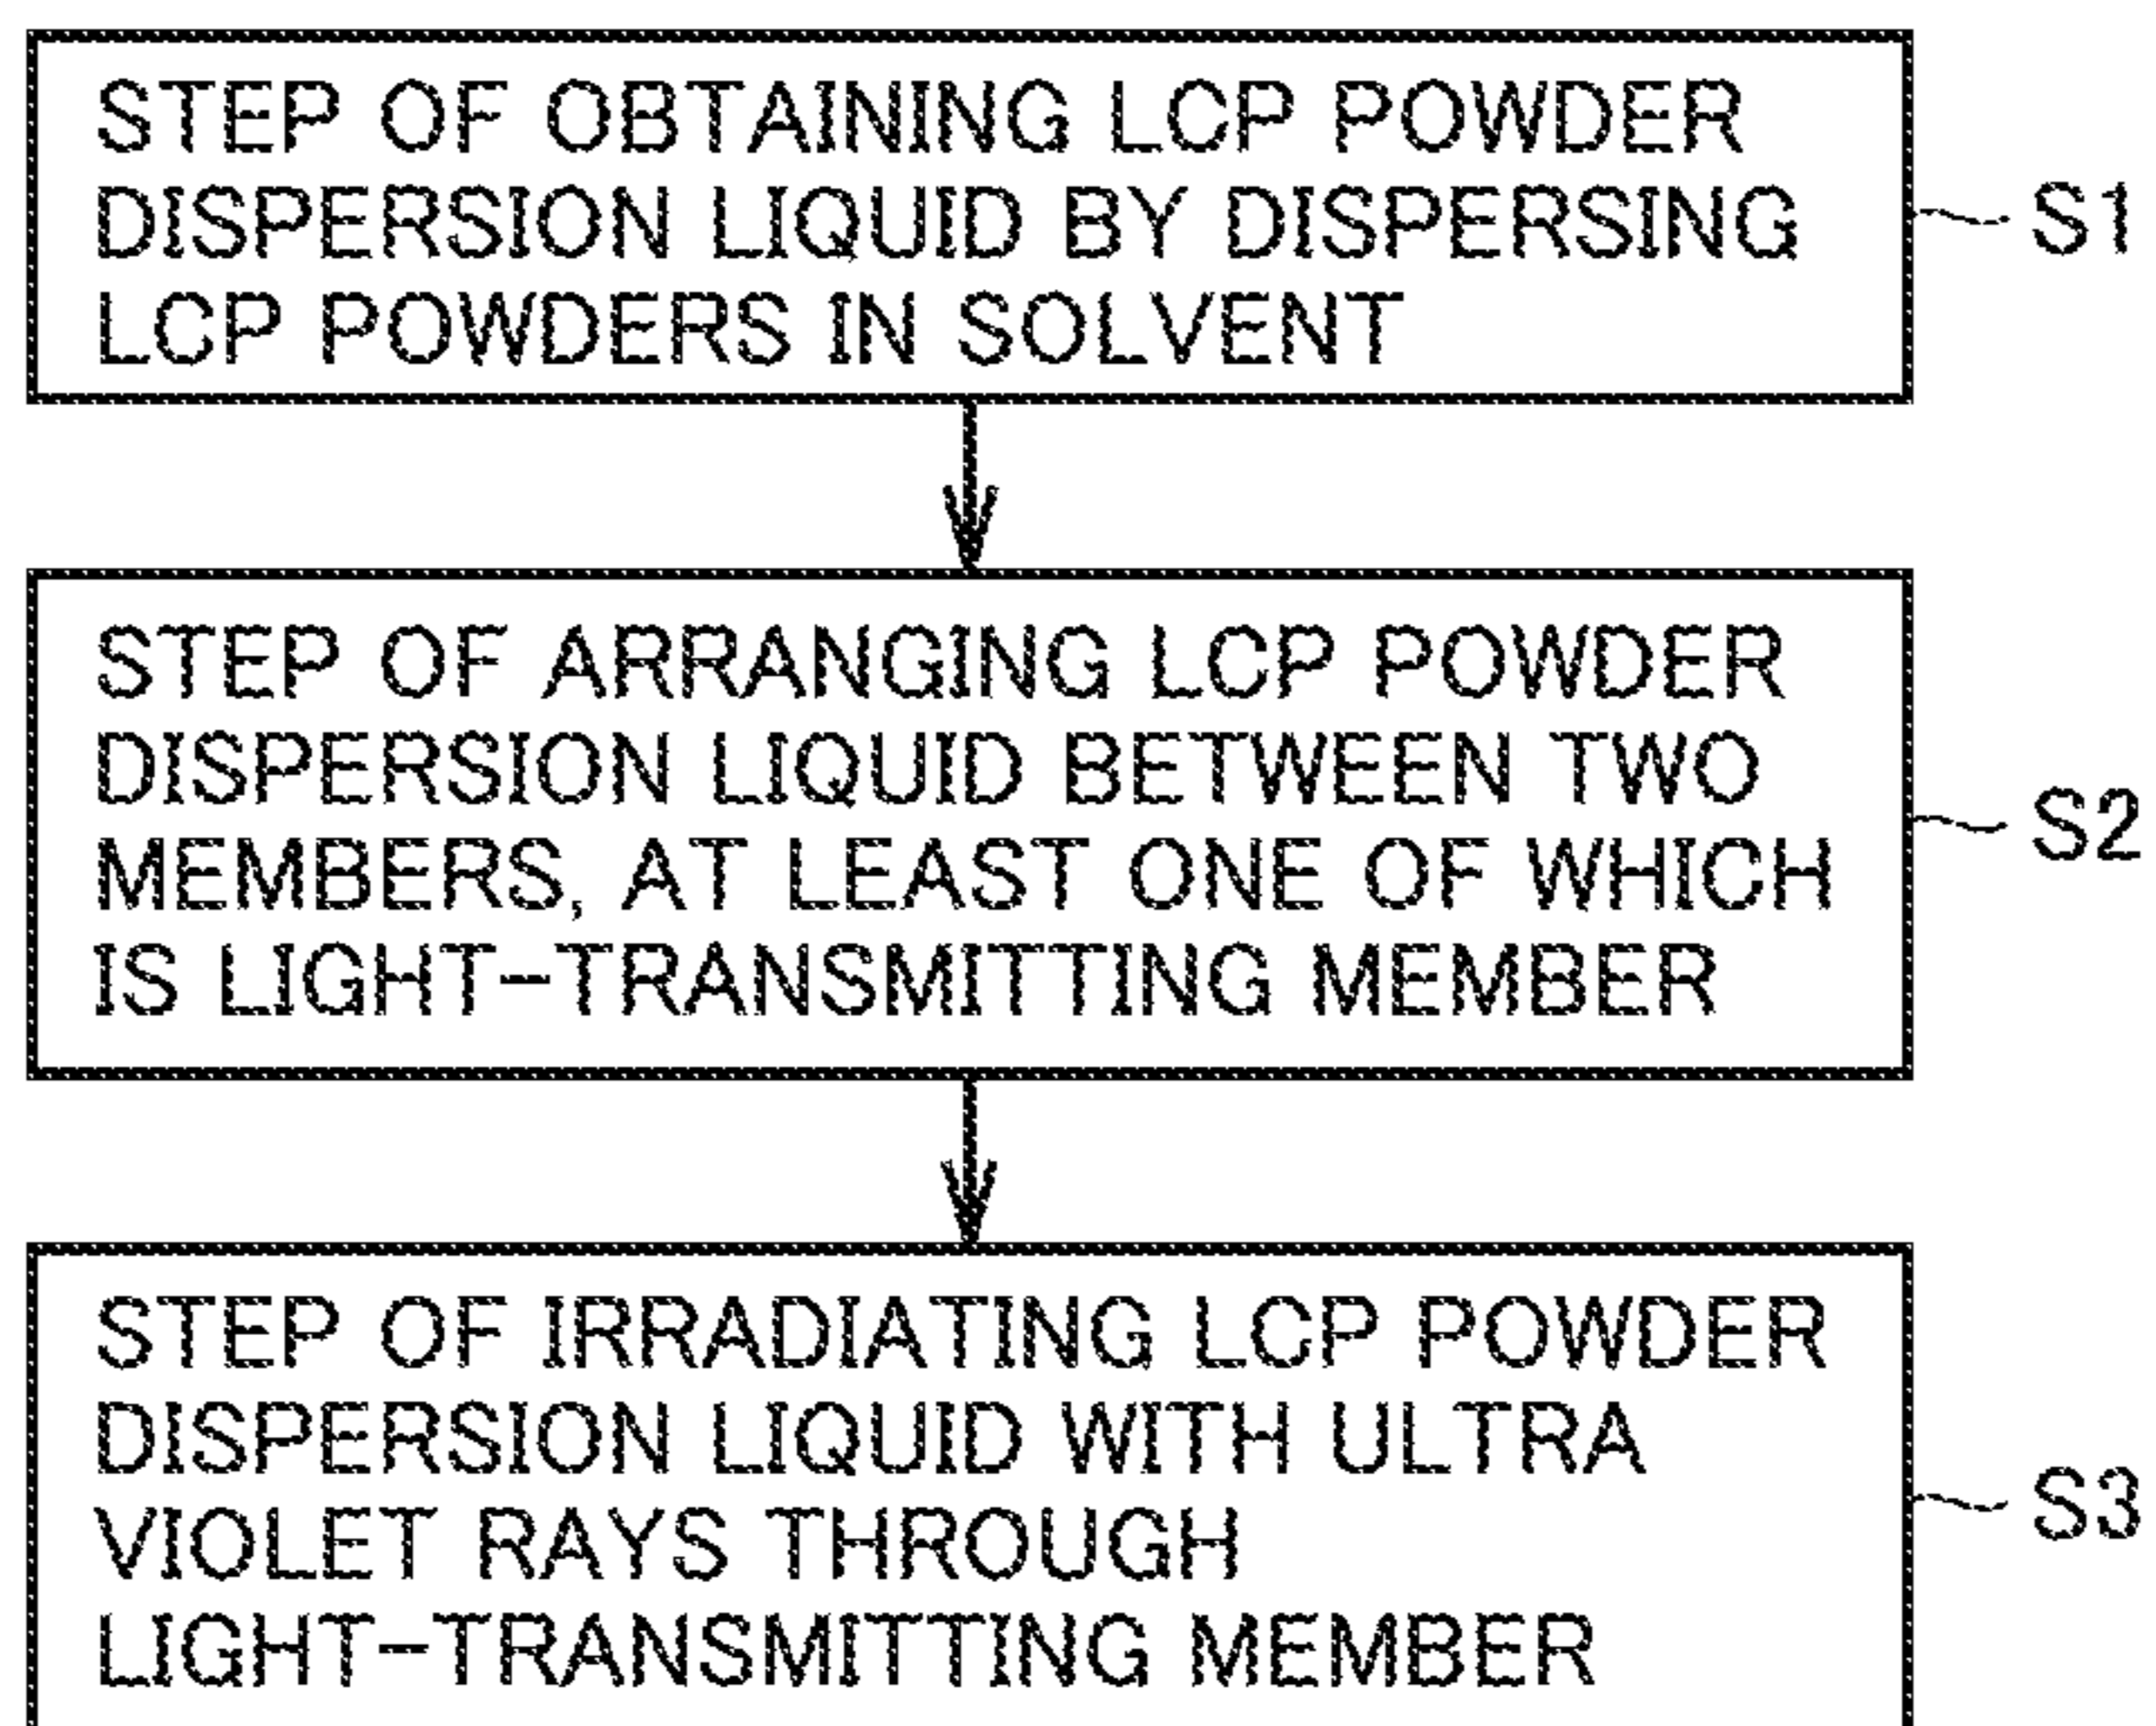 STEP OF OBTAINING LCP POWDER
DISPERSION LIQUID BY DISPERSING
LCP POWDERS IN SOLVENT
S1
STEP OF ARRANGING LCP POWDER
DISPERSION LIQUID BETWEEN TWO
MEMBERS, AT LEAST ONE OF WHICH
IS LIGHT-TRANSMITTING MEMBER
S2
STEP OF IRRADIATING LCP POWDER
DISPERSION LIQUID WITH ULTRA
VIOLET RAYS THROUGH
LIGHT-TRANSMITTING MEMBER
S3